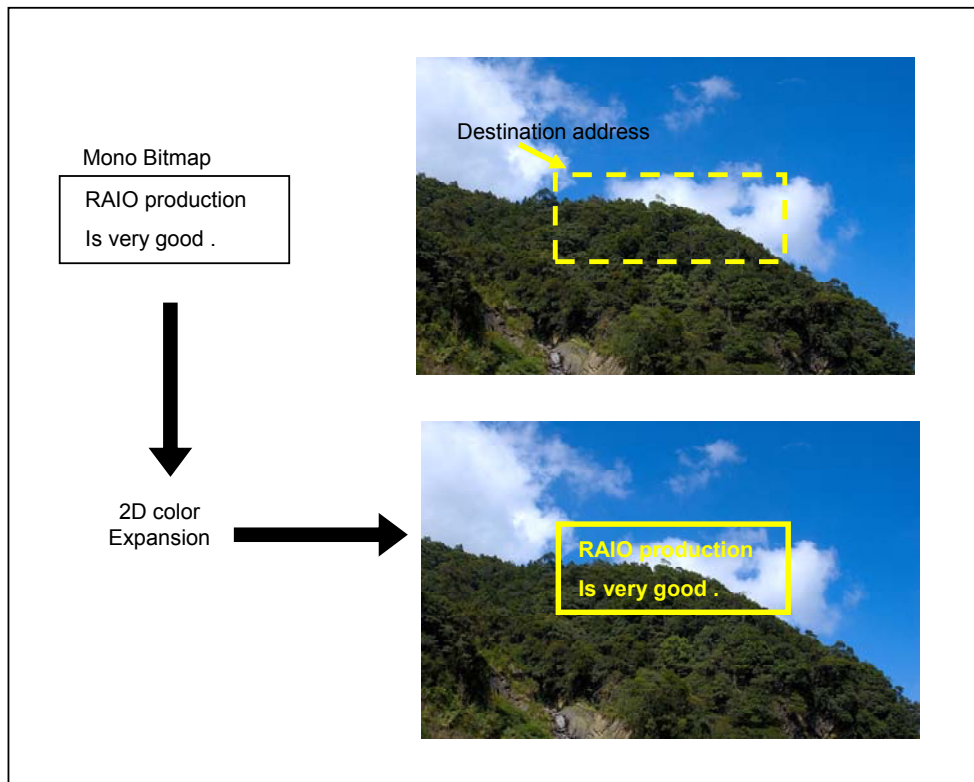 Mono Bitmap
RAIO production
Is very good .
Destination address
2D color
Expansion
RAIO production
Is very good .